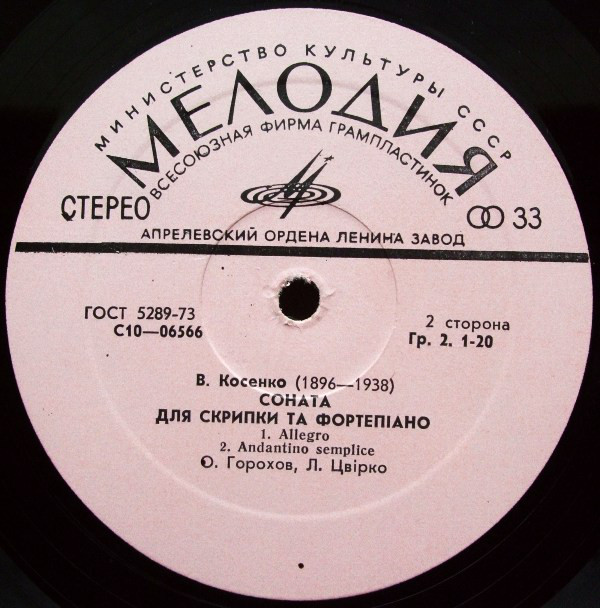 МИНИСТЕРСТВО КУЛЬТУРЫ СССР
МЕЛОДИЯ
ВСЕСОЮЗНАЯ ФИРМА ГРАМПЛАСТИНОК
СТЕРЕО
33
АПРЕЛЕВСКИЙ ОРДЕНА ЛЕНИНА ЗАВОД
ГОСТ 5289-73
С10—06566
2 сторона
Гр. 2. 1-20
В. Косенко (1896—1938)
СОНАТА
ДЛЯ СКРИПКИ ТА ФОРТЕПІАНО
1. Allegro
2. Andantino semplice
О. Горохов, Л. Цвірко